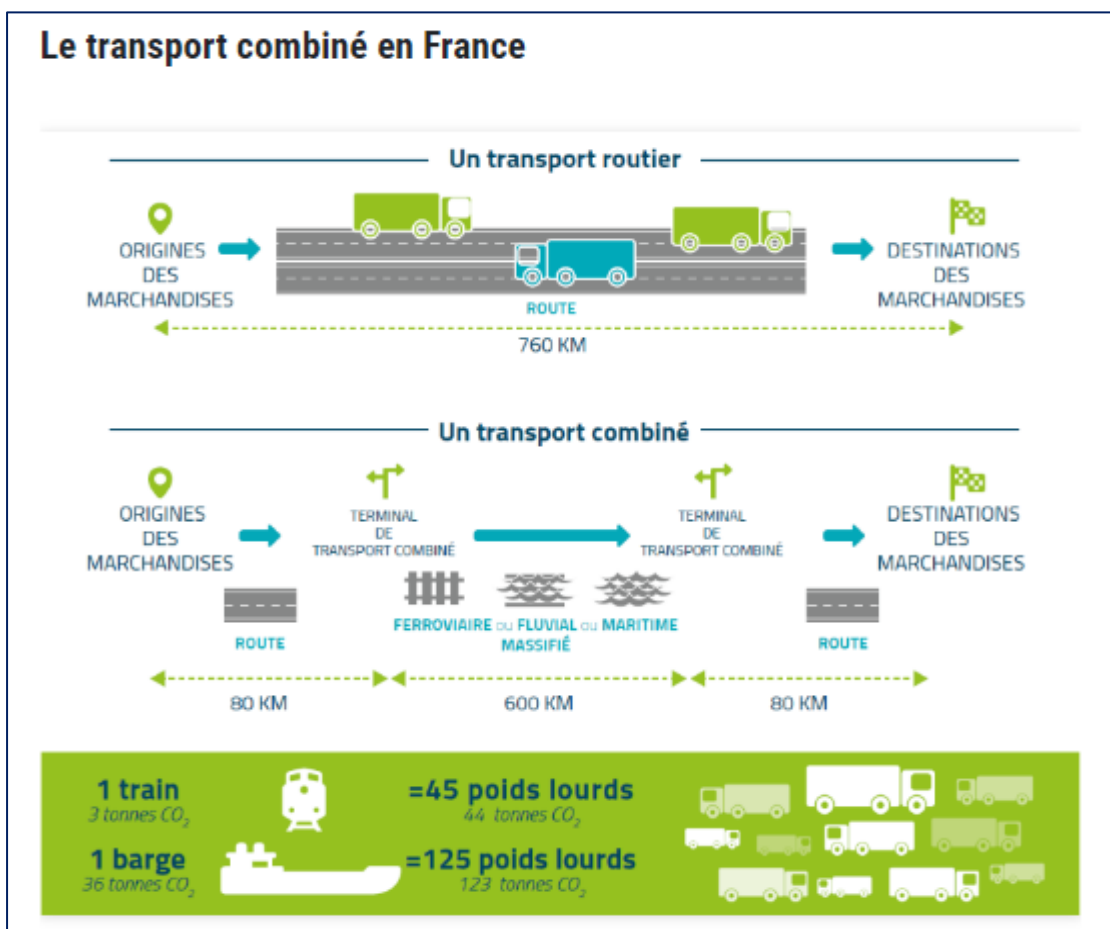 Le transport combiné en France
Un transport routier
ORIGINES
DES
MARCHANDISES
DESTINATIONS
DES
MARCHANDISES
ROUTE
760 KM
Un transport combiné
ORIGINES
DES
MARCHANDISES
TERMINAL
DE
TRANSPORT COMBINÉ
TERMINAL
DE
TRANSPORT COMBINÉ
DESTINATIONS
DES
MARCHANDISES
ROUTE
FERROVIAIRE ou FLUVIAL ou MARITIME
MASSIFIÉ
ROUTE
80 KM
600 KM
80 KM
1 train
3 tonnes CO₂
=45 poids lourds
44 tonnes CO₂
1 barge
36 tonnes CO₂
=125 poids lourds
123 tonnes CO₂